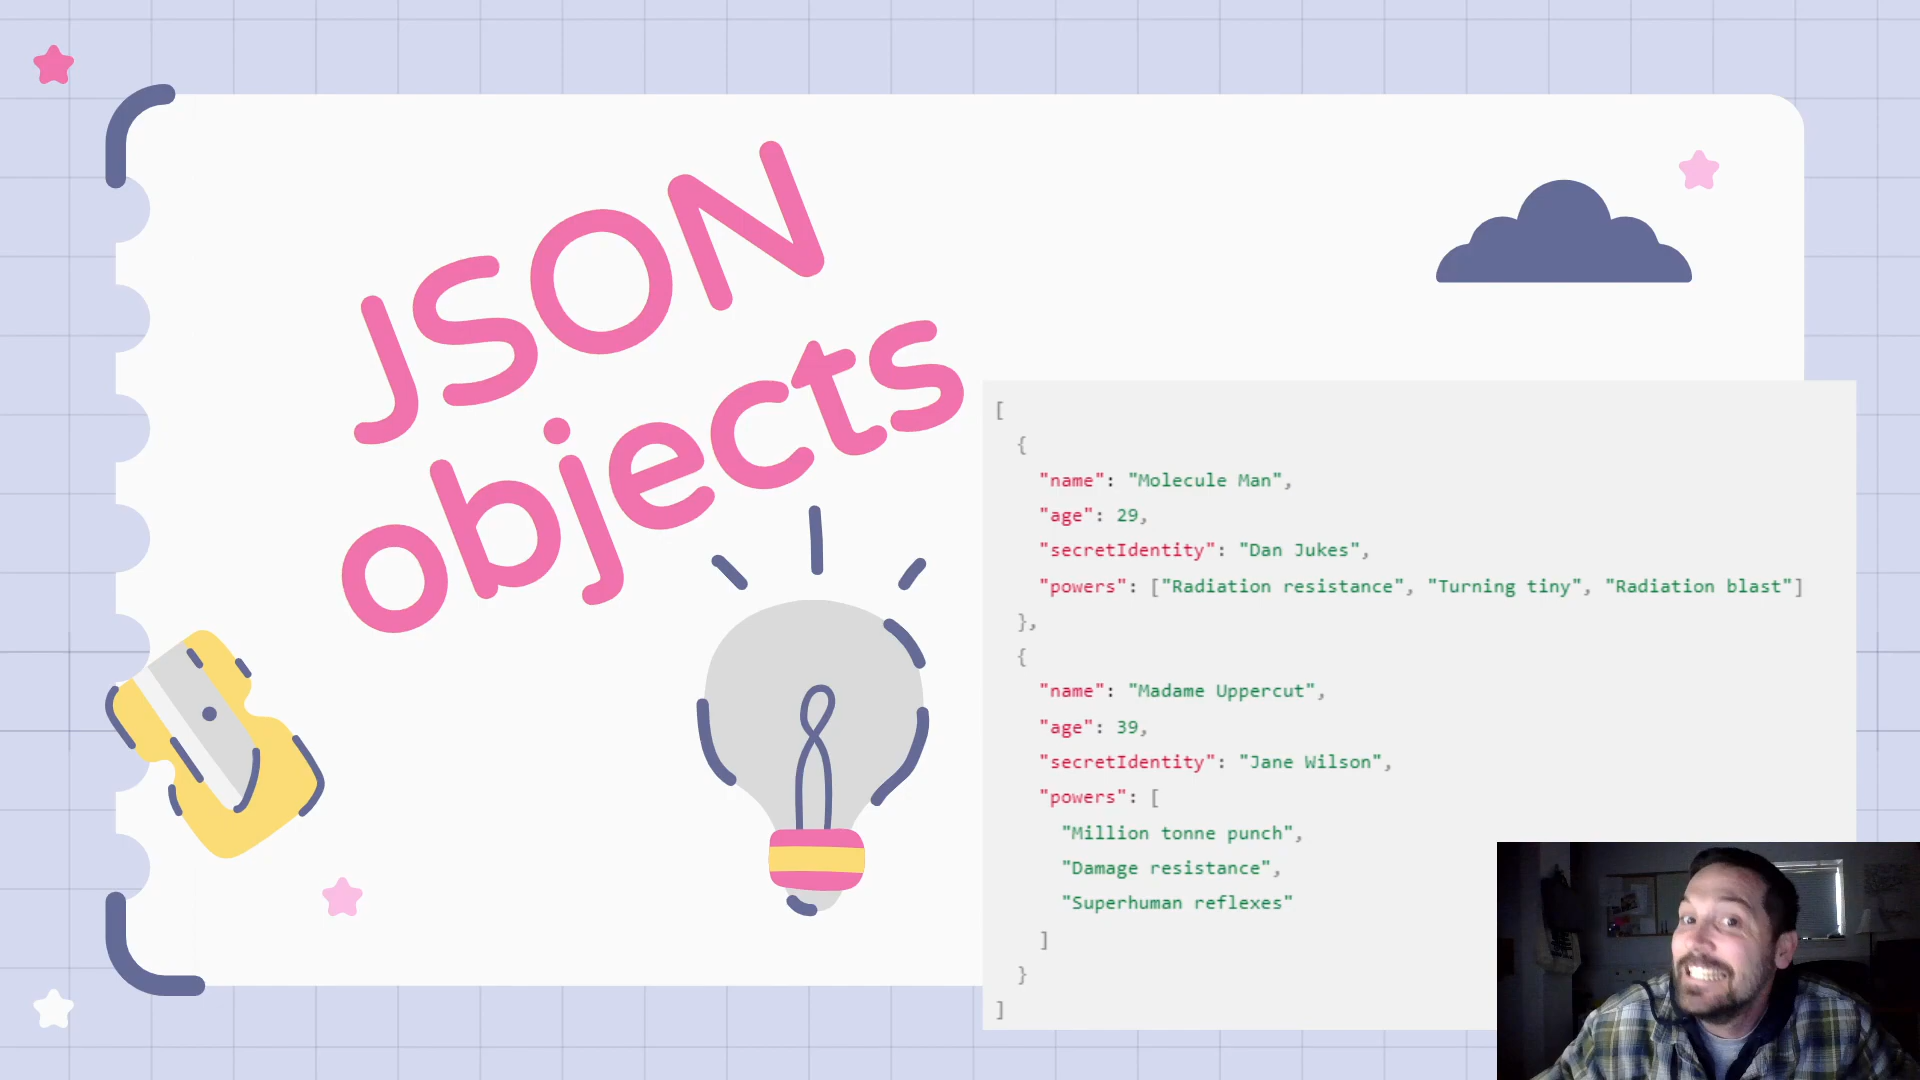 JSON
objects
[
{
"name": "Molecule Man",
"age": 29,
"secretIdentity": "Dan Jukes",
"powers": ["Radiation resistance", "Turning tiny", "Radiation blast"]
},
{
"name": "Madame Uppercut",
"age": 39,
"secretIdentity": "Jane Wilson",
"powers": [
"Million tonne punch",
"Damage resistance",
"Superhuman reflexes"
]
}
]